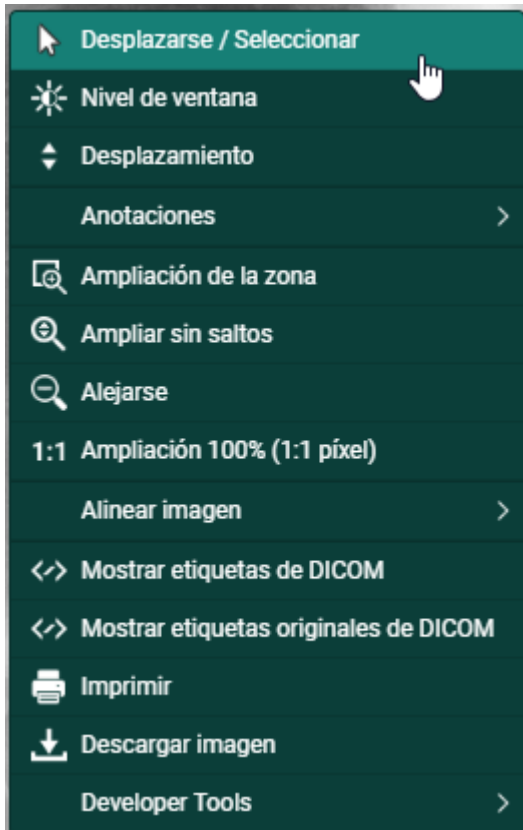 Desplazarse / Seleccionar
Nivel de ventana
Desplazamiento
Anotaciones
Ampliación de la zona
Ampliar sin saltos
Alejarse
1:1 Ampliación 100% (1:1 píxel)
Alinear imagen
Mostrar etiquetas de DICOM
Mostrar etiquetas originales de DICOM
Imprimir
Descargar imagen
Developer Tools